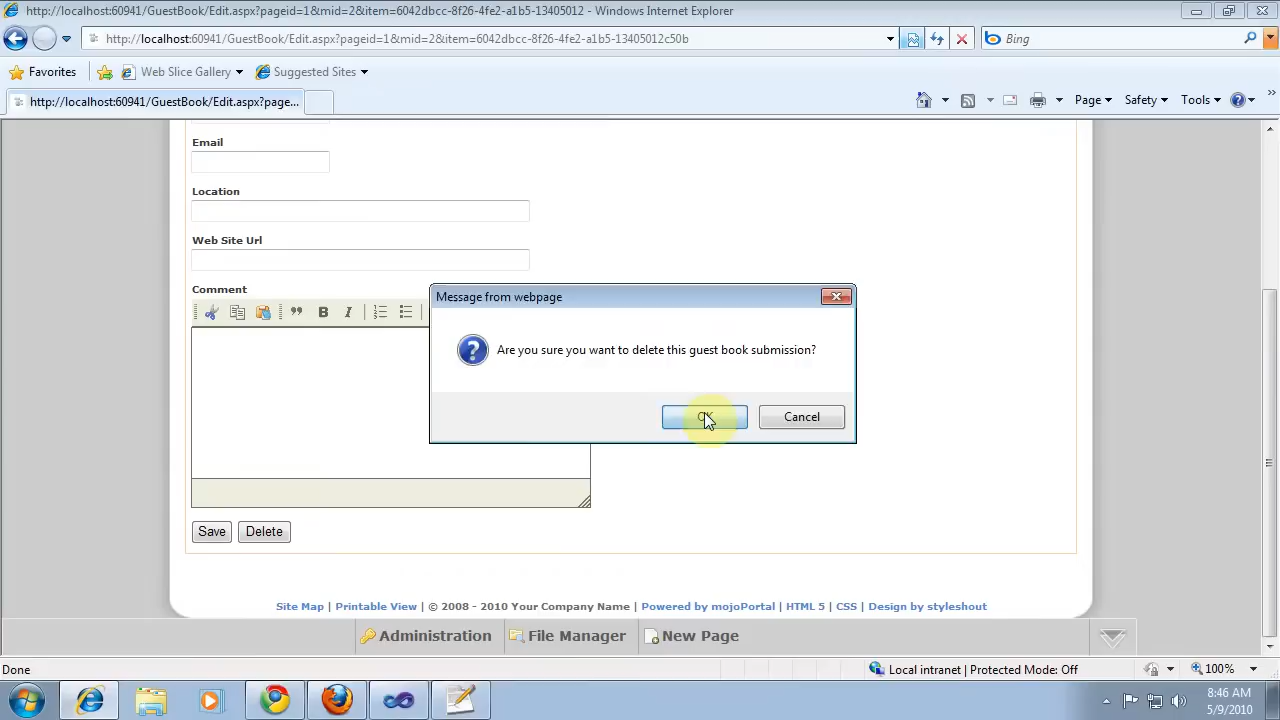 http://localhost:60941/GuestBook/Edit.aspx?pageid=1&mid=2&item=6042dbcc-8f26-4fe2-a1b5-13405012 - Windows Internet Explorer
http://localhost:60941/GuestBook/Edit.aspx?pageid=1&mid=2&item=6042dbcc-8f26-4fe2-a1b5-13405012c50b
Bing
Favorites
Web Slice Gallery
Suggested Sites
http://localhost:60941/GuestBook/Edit.aspx?page...
Page
Safety
Tools
Email
Location
Web Site Url
Comment
B I
Message from webpage
Are you sure you want to delete this guest book submission?
OK
Cancel
Save
Delete
Site Map | Printable View | © 2008 - 2010 Your Company Name | Powered by mojoPortal | HTML 5 | CSS | Design by styleshout
Administration
File Manager
New Page
Done
Local intranet | Protected Mode: Off
100%
8:46 AM
5/9/2010